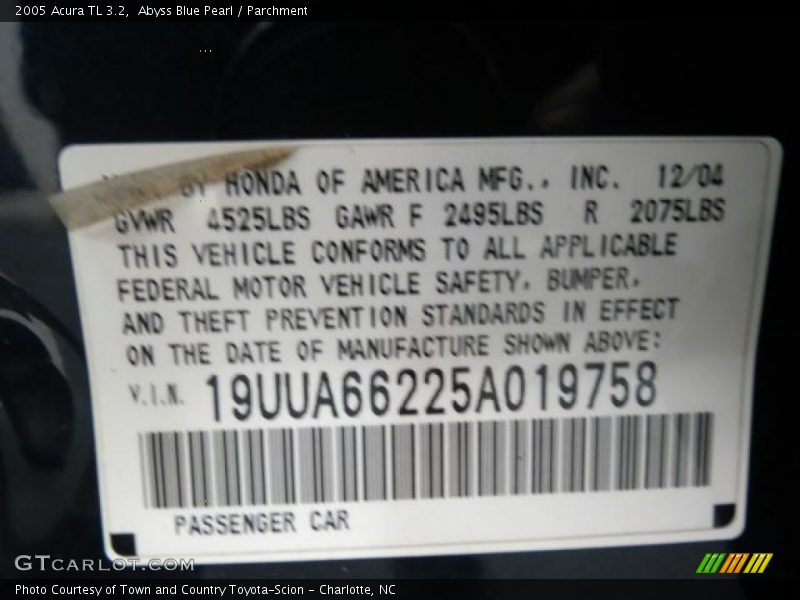 2005 Acura TL 3.2,  Abyss Blue Pearl / Parchment
BY HONDA OF AMERICA MFG., INC. 12/04
GVWR 4525LBS GAWR F 2495LBS R 2075LBS
THIS VEHICLE CONFORMS TO ALL APPLICABLE
FEDERAL MOTOR VEHICLE SAFETY, BUMPER,
AND THEFT PREVENTION STANDARDS IN EFFECT
ON THE DATE OF MANUFACTURE SHOWN ABOVE:
V.I.N. 19UUA66225A019758
PASSENGER CAR
GTCARLOT.COM
Photo Courtesy of Town and Country Toyota-Scion - Charlotte, NC